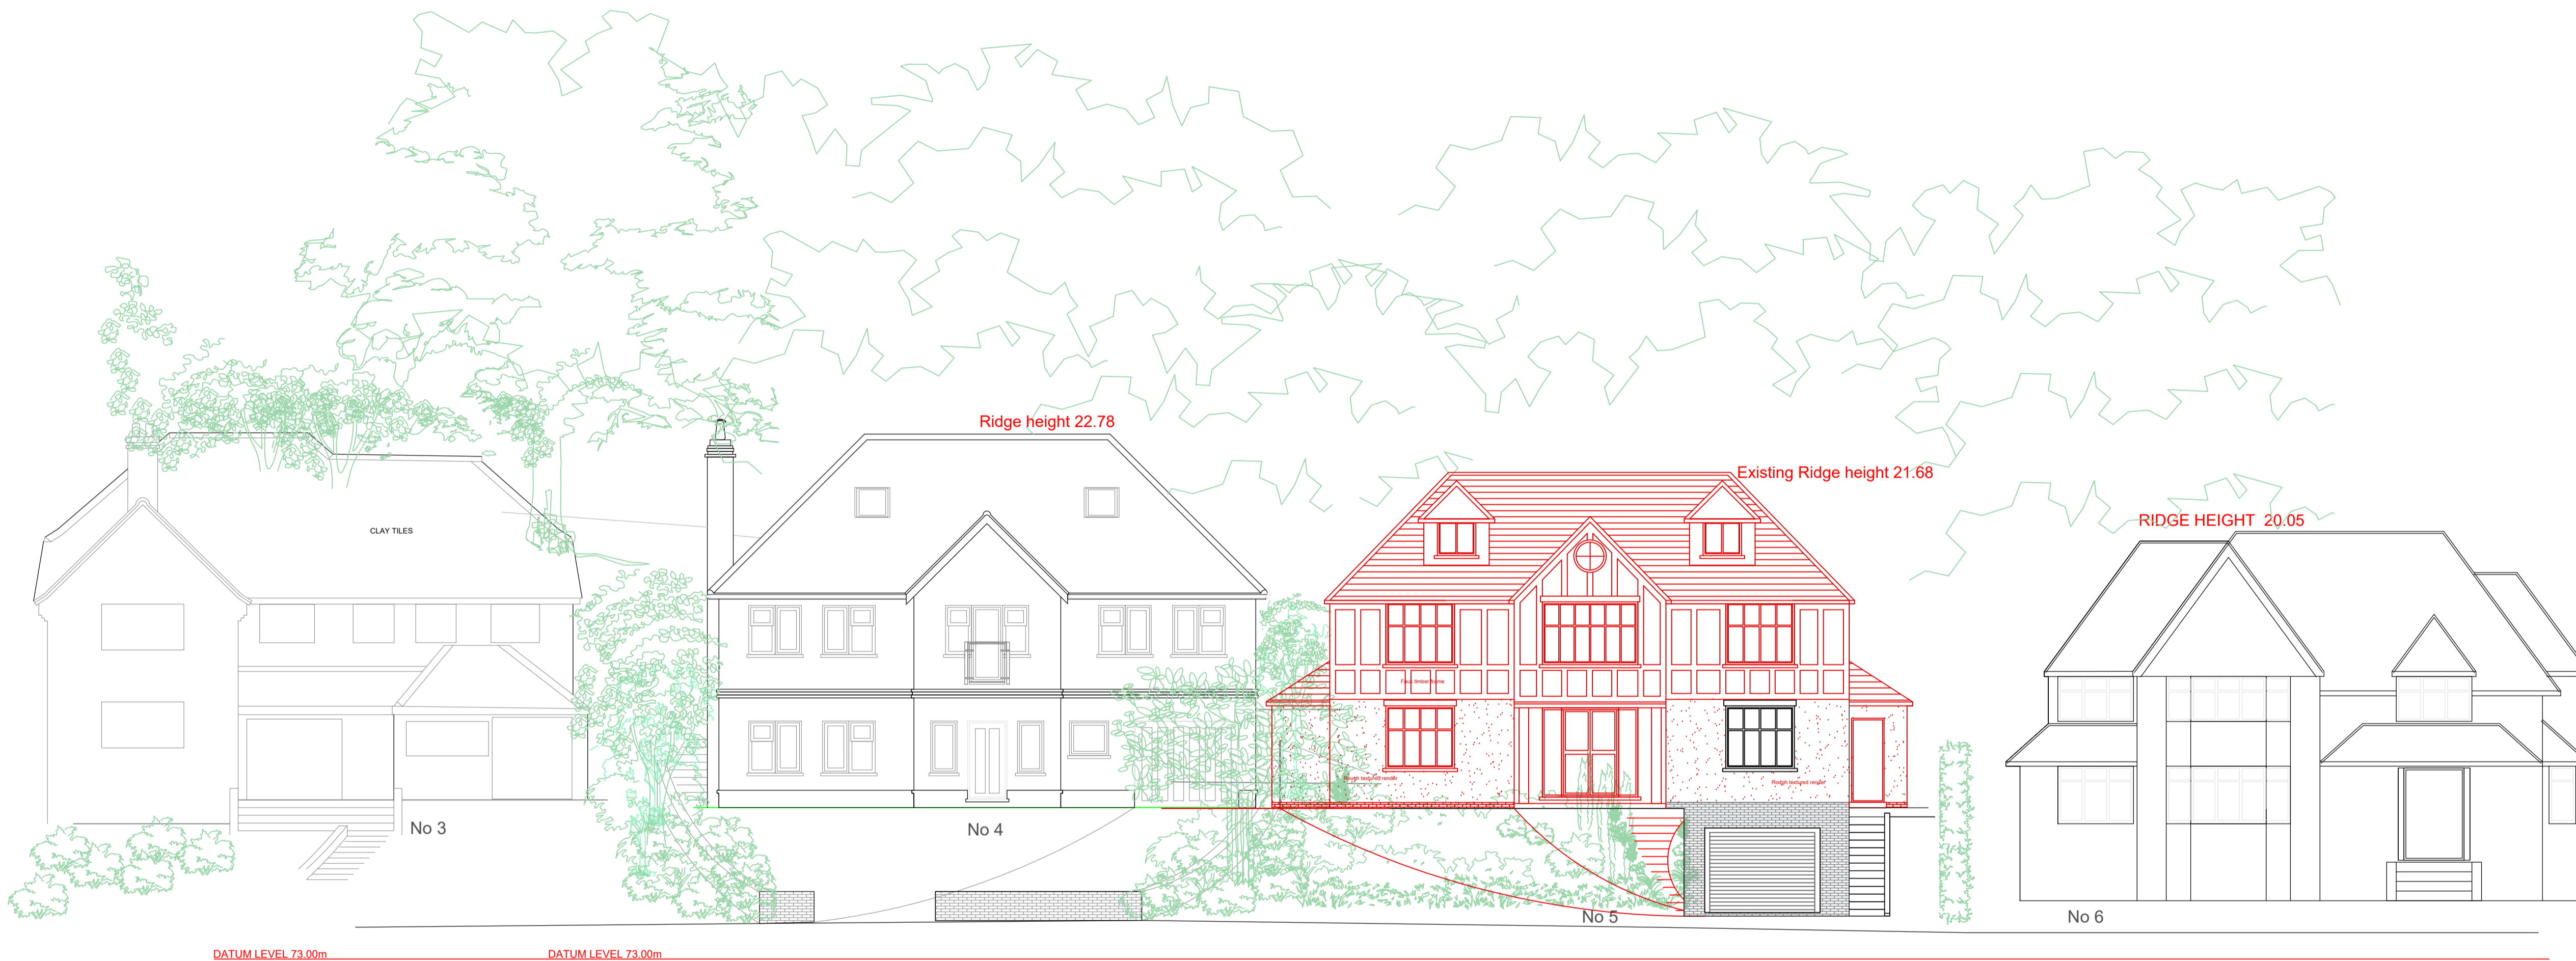 Ridge height 22.78
Existing Ridge height 21.68
RIDGE HEIGHT 20.05
CLAY TILES
Faux timber frame
Rough textured render
Rough textured render
No 3
No 4
No 5
No 6
DATUM LEVEL 73.00m
DATUM LEVEL 73.00m